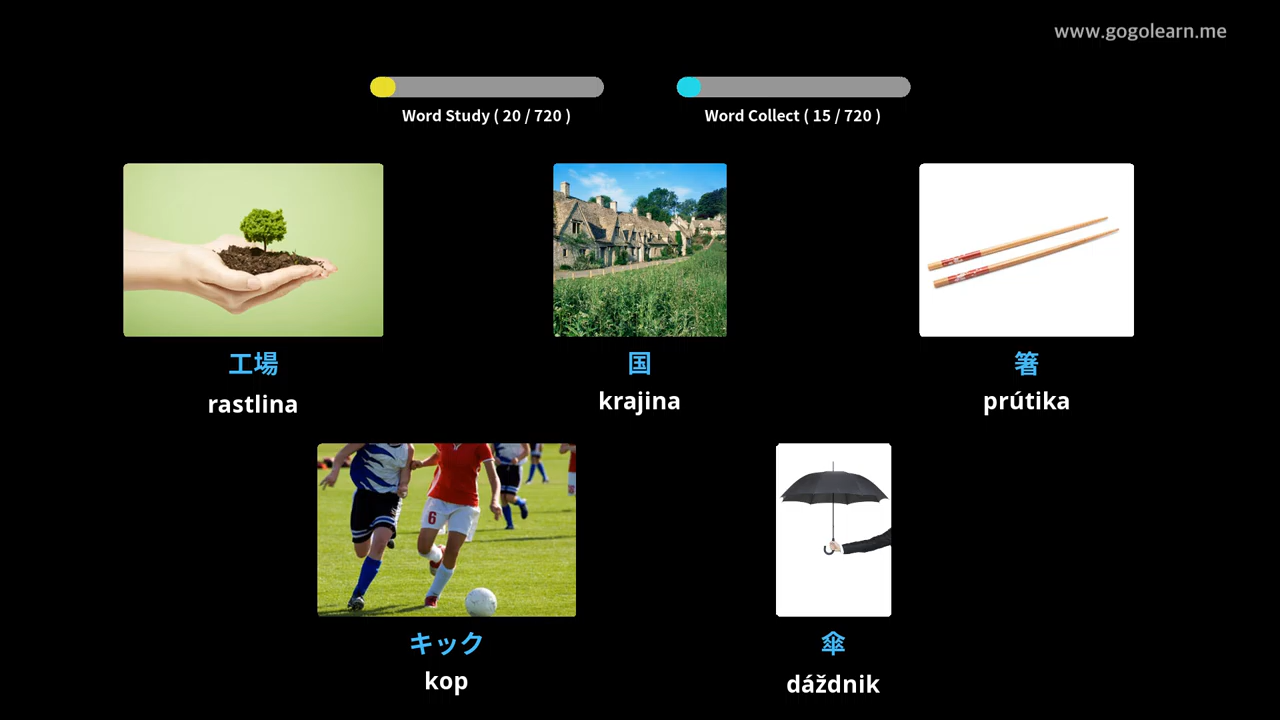 www.gogolearn.me
Word Study ( 20 / 720 )
Word Collect ( 15 / 720 )
工場
rastlina
国
krajina
箸
prútika
キック
kop
傘
dáždnik
6